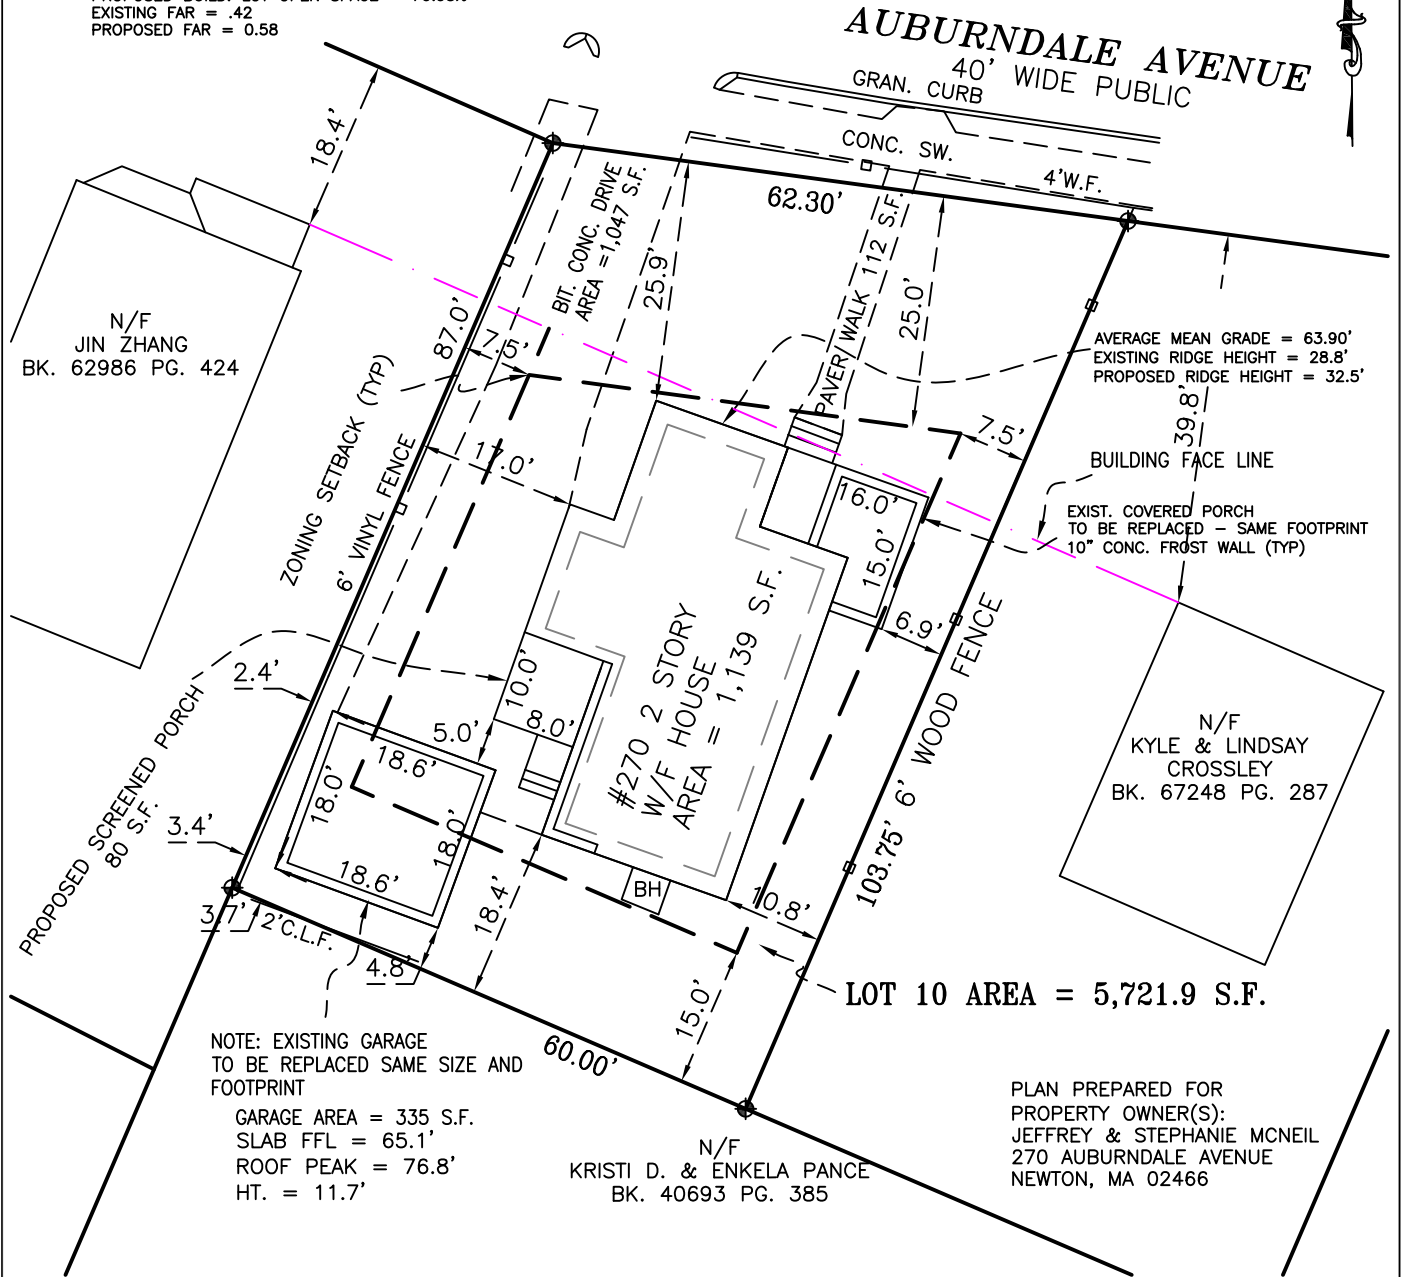 EXISTING FAR = .42
PROPOSED FAR = 0.58
AUBURNDALE AVENUE
40' WIDE PUBLIC
GRAN. CURB
CONC. SW.
4'W.F.
62.30'
18.4'
BIT. CONC. DRIVE
AREA =1,047 S.F.
25.9'
PAVER WALK 112 S.F.
25.0'
N/F
JIN ZHANG
BK. 62986 PG. 424
87.0'
7.5'
AVERAGE MEAN GRADE = 63.90'
EXISTING RIDGE HEIGHT = 28.8'
PROPOSED RIDGE HEIGHT = 32.5'
39.8'
7.5'
BUILDING FACE LINE
ZONING SETBACK (TYP)
6' VINYL FENCE
17.0'
16.0'
15.0'
EXIST. COVERED PORCH
TO BE REPLACED - SAME FOOTPRINT
10" CONC. FROST WALL (TYP)
6.9'
#270 2 STORY
W/F HOUSE
AREA = 1,139 S.F.
6' WOOD FENCE
103.75'
2.4'
10.0'
8.0'
5.0'
PROPOSED SCREENED PORCH
80 S.F.
18.6'
18.0'
18.0'
18.6'
3.4'
3.7'
2'C.L.F.
4.8'
18.4'
BH
10.8'
15.0'
N/F
KYLE & LINDSAY
CROSSLEY
BK. 67248 PG. 287
LOT 10 AREA = 5,721.9 S.F.
60.00'
NOTE: EXISTING GARAGE
TO BE REPLACED SAME SIZE AND
FOOTPRINT
GARAGE AREA = 335 S.F.
SLAB FFL = 65.1'
ROOF PEAK = 76.8'
HT. = 11.7'
N/F
KRISTI D. & ENKELA PANCE
BK. 40693 PG. 385
PLAN PREPARED FOR
PROPERTY OWNER(S):
JEFFREY & STEPHANIE MCNEIL
270 AUBURNDALE AVENUE
NEWTON, MA 02466